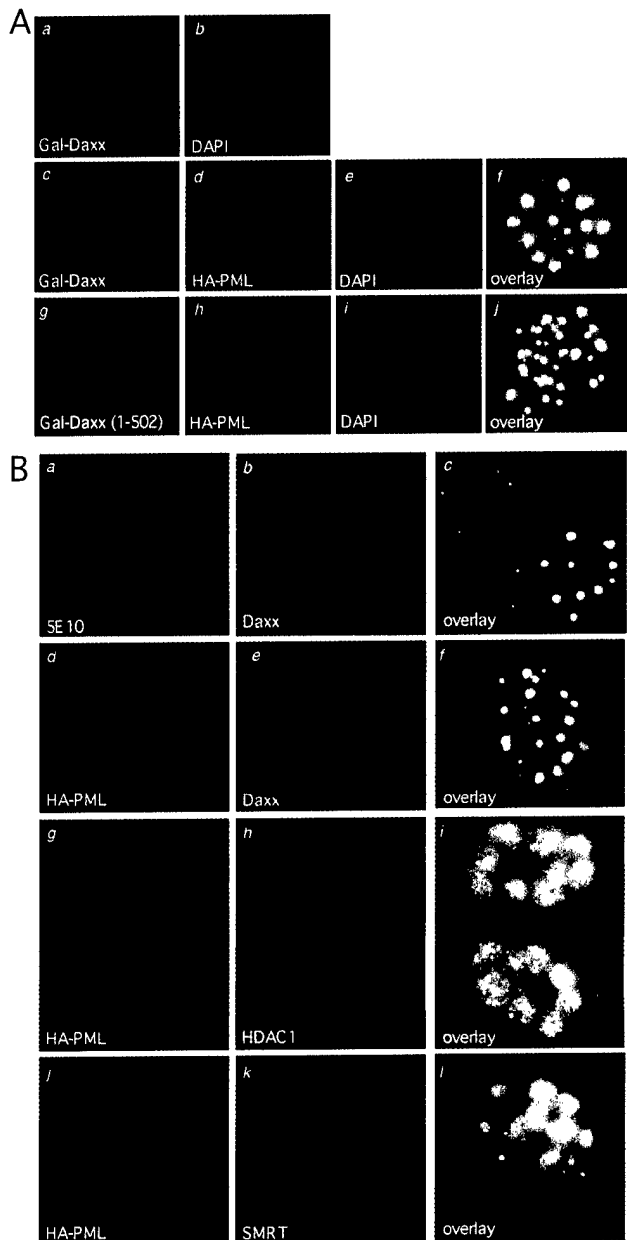 A
a b
Gal-Daxx DAPI
c d e f
Gal-Daxx HA-PML DAPI overlay
g h i j
Gal-Daxx (1-502) HA-PML DAPI overlay
B
a b c
5E10 Daxx overlay
d e f
HA-PML Daxx overlay
g h i
HA-PML HDAC1 overlay
j k l
HA-PML SMRT overlay